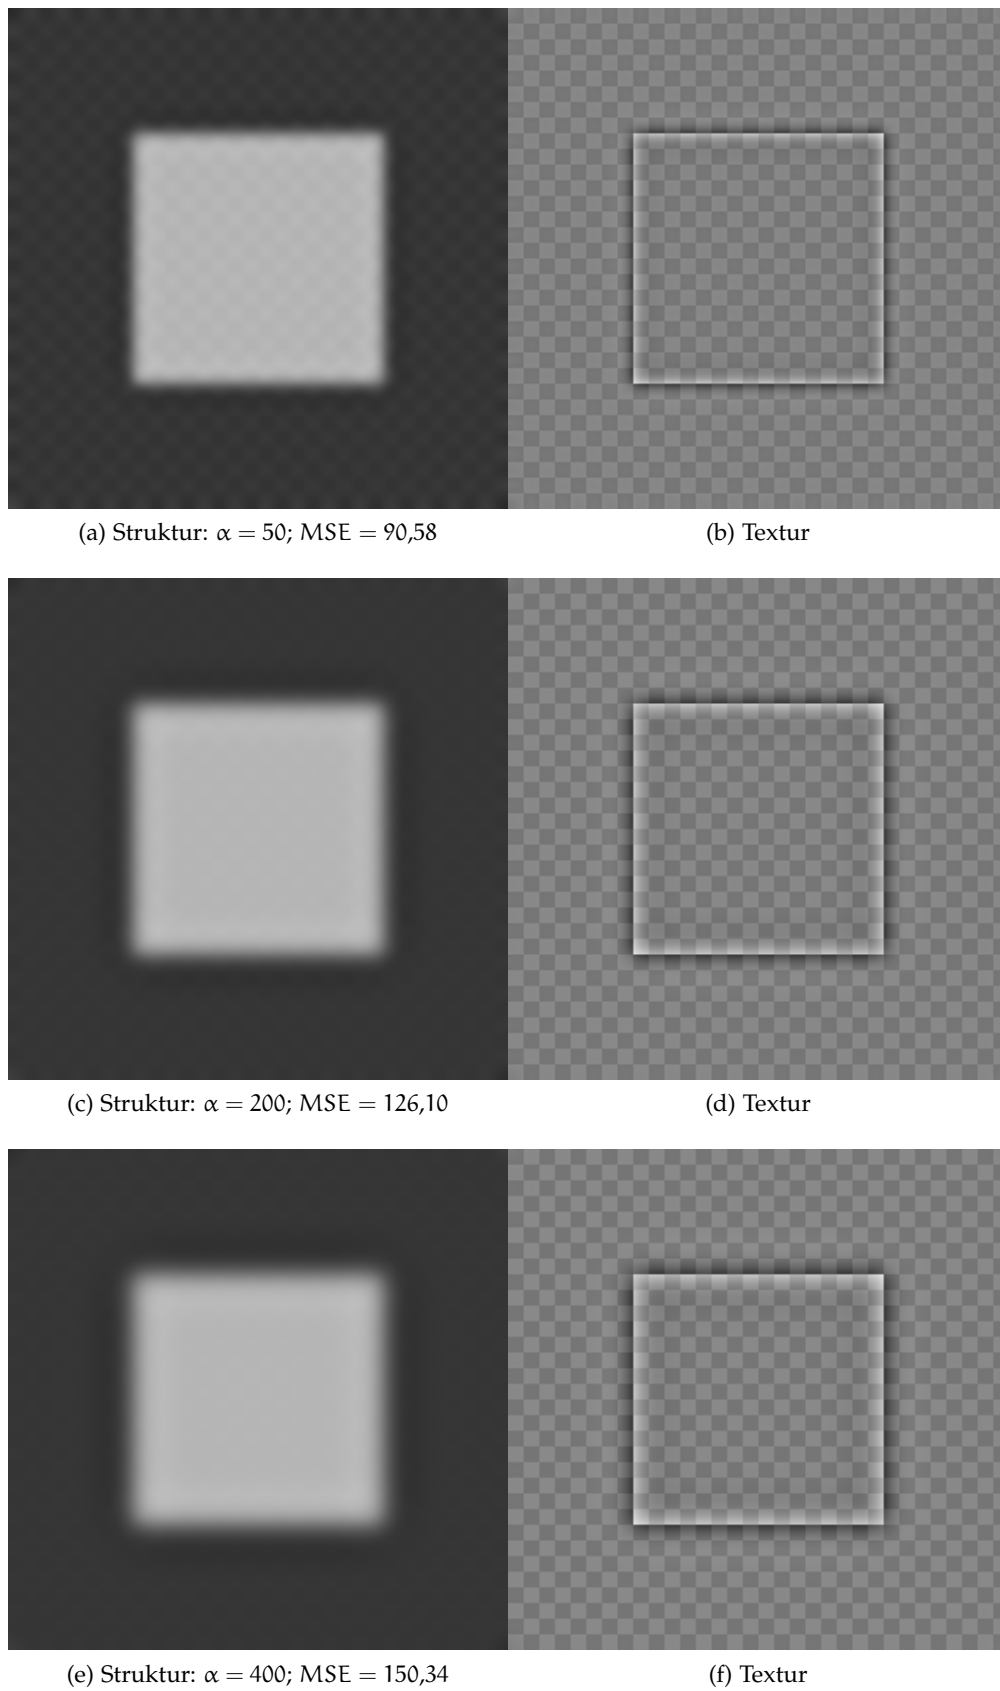 (a) Struktur: α = 50; MSE = 90,58
(b) Textur
(c) Struktur: α = 200; MSE = 126,10
(d) Textur
(e) Struktur: α = 400; MSE = 150,34
(f) Textur